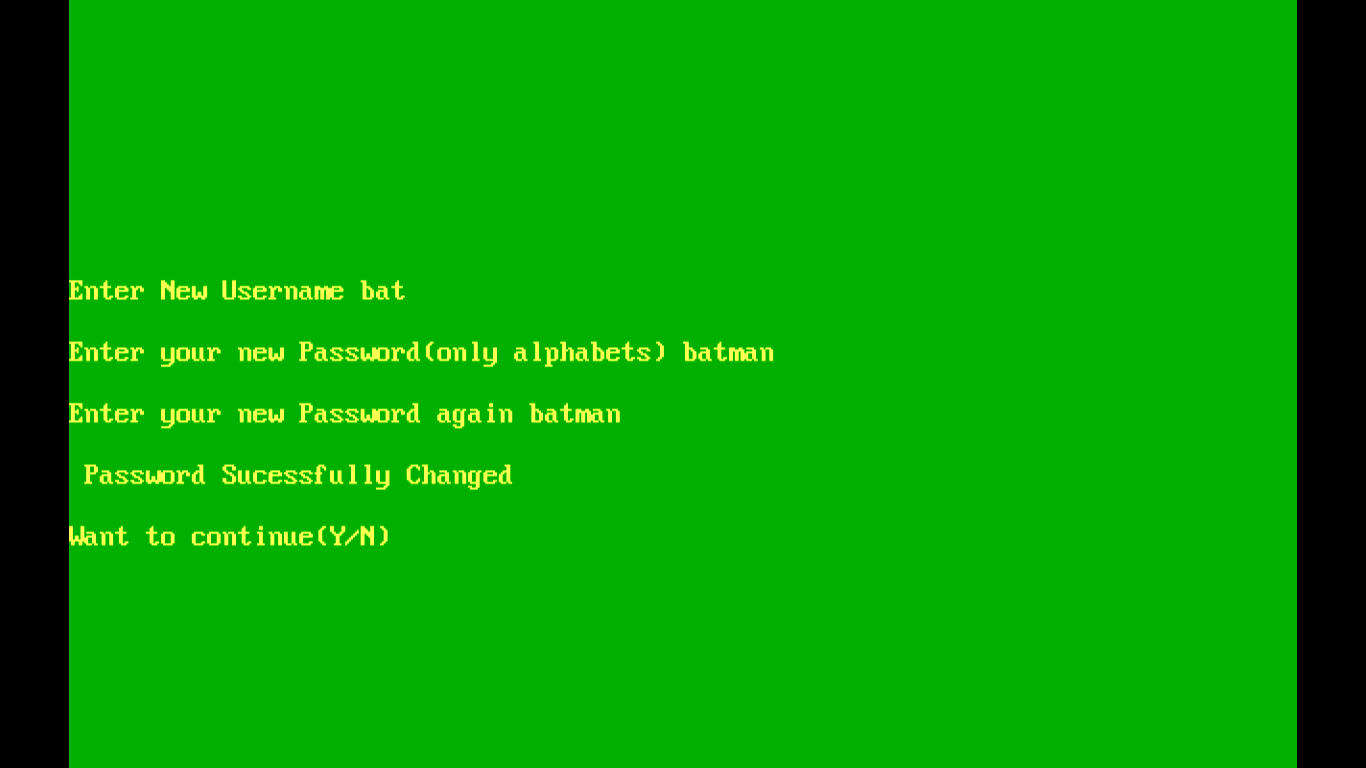 Enter New Username bat
Enter your new Password(only alphabets) batman
Enter your new Password again batman
Password Sucessfully Changed
Want to continue(Y/N)